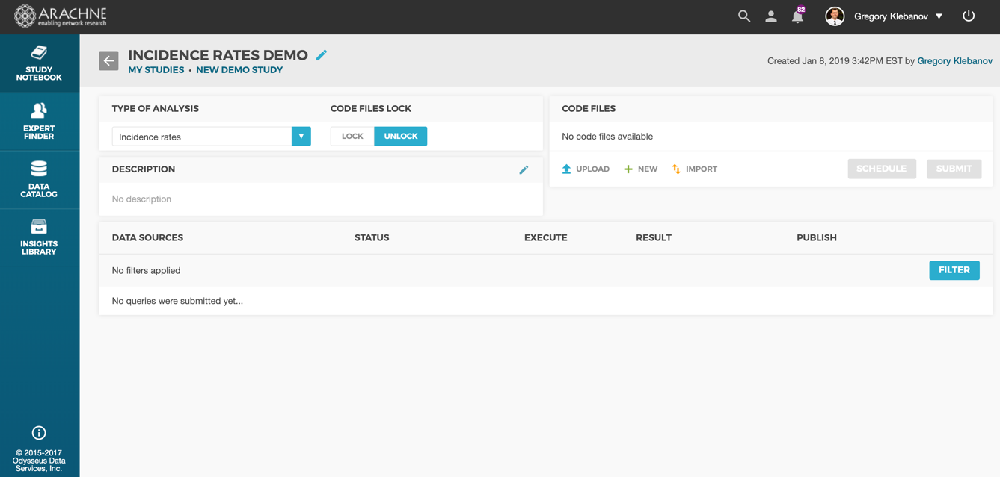 ARACHNE
enabling network research
82
Gregory Klebanov
STUDY
NOTEBOOK
EXPERT
FINDER
DATA
CATALOG
INSIGHTS
LIBRARY
© 2015-2017
Odysseus Data
Services, Inc.
INCIDENCE RATES DEMO
MY STUDIES • NEW DEMO STUDY
Created Jan 8, 2019 3:42PM EST by Gregory Klebanov
TYPE OF ANALYSIS
CODE FILES LOCK
Incidence rates
LOCK
UNLOCK
DESCRIPTION
No description
CODE FILES
No code files available
UPLOAD
NEW
IMPORT
SCHEDULE
SUBMIT
DATA SOURCES
STATUS
EXECUTE
RESULT
PUBLISH
No filters applied
FILTER
No queries were submitted yet...